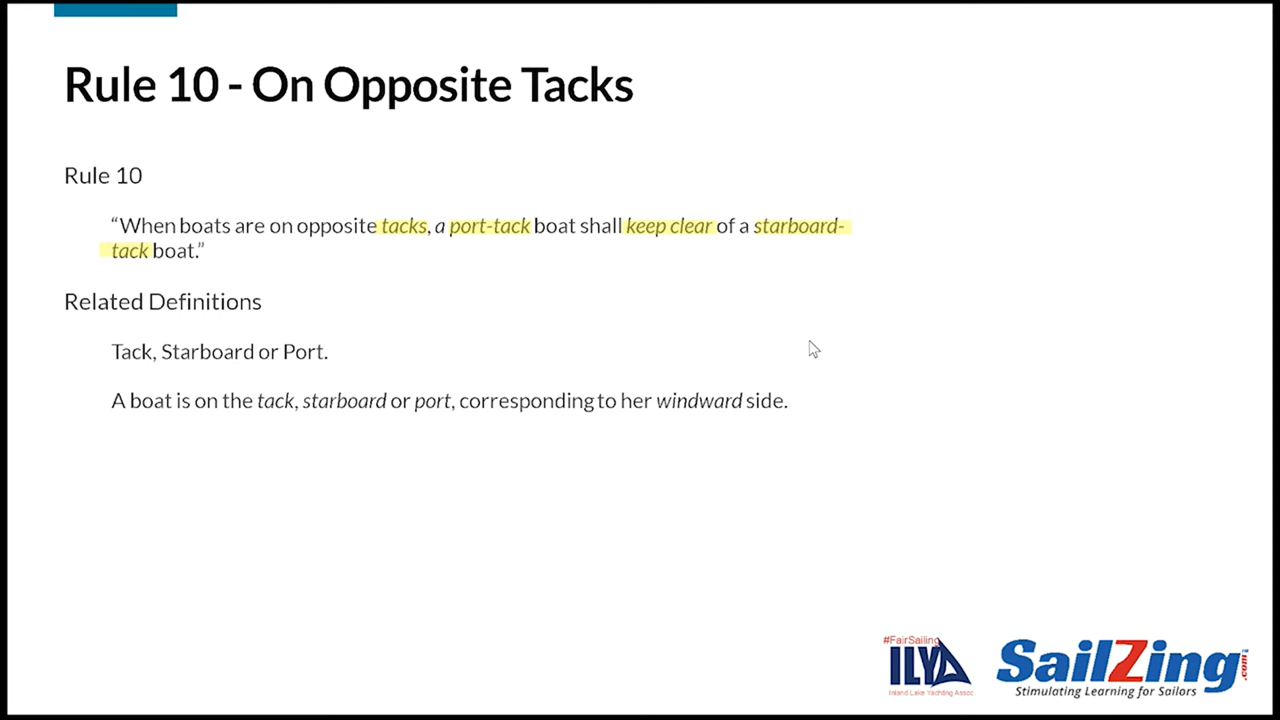 Rule 10 - On Opposite Tacks
Rule 10
“When boats are on opposite tacks, a port-tack boat shall keep clear of a starboard-
tack boat.”
Related Definitions
Tack, Starboard or Port.
A boat is on the tack, starboard or port, corresponding to her windward side.
#FairSailing
ILYA
Inland Lake Yachting Assoc
SailZing.com
Stimulating Learning for Sailors